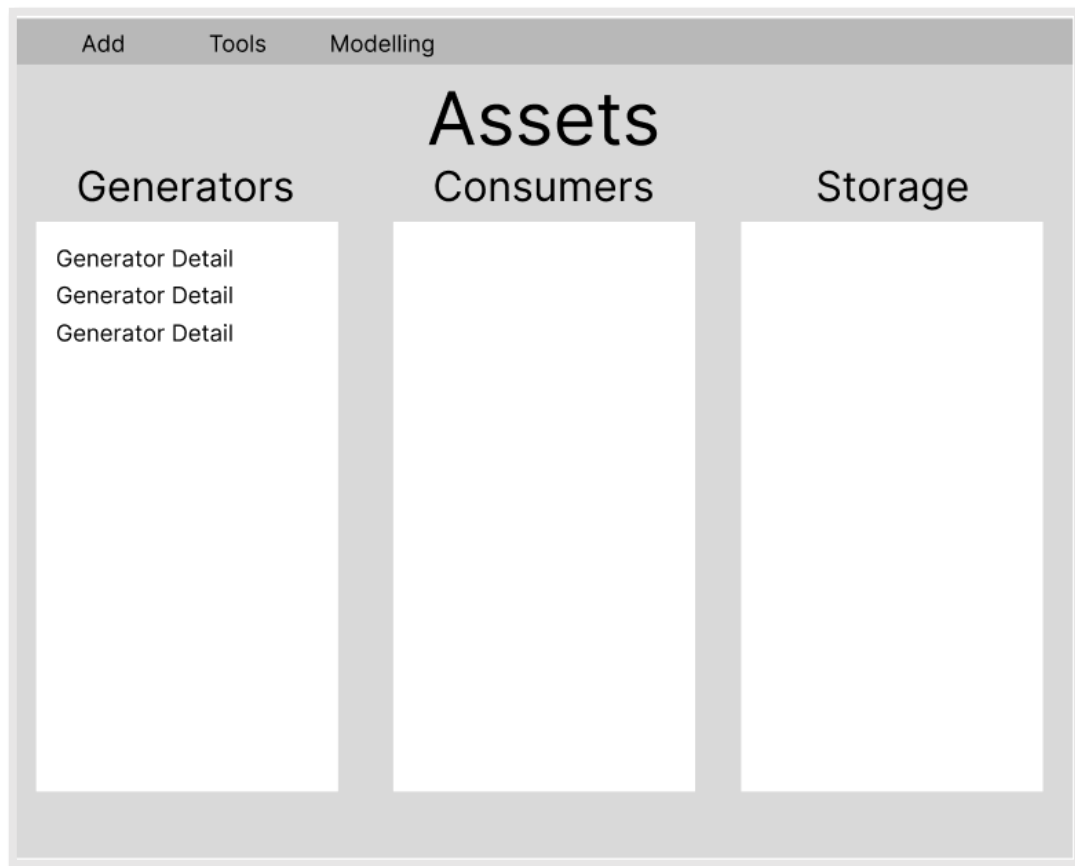 Add Tools Modelling
Assets
Generators Consumers Storage
Generator Detail
Generator Detail
Generator Detail